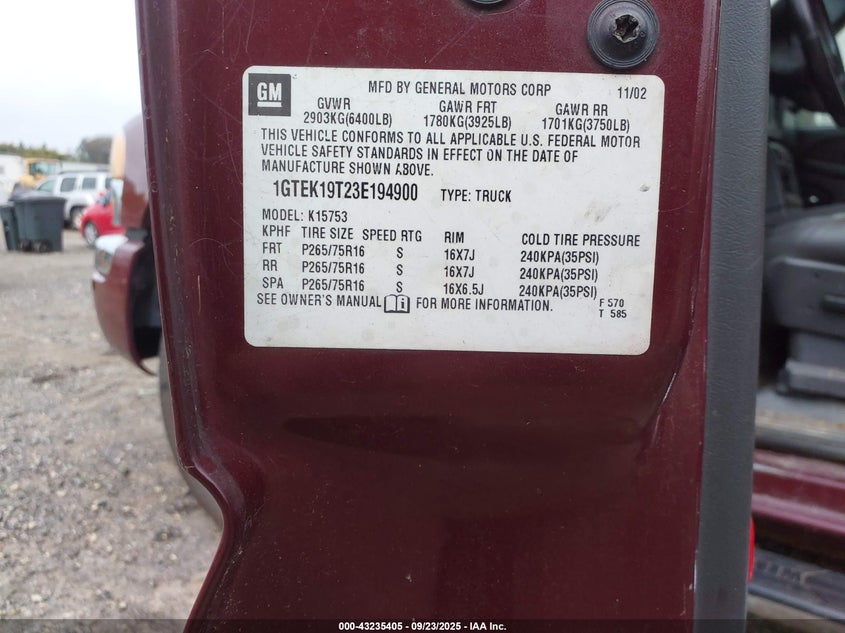 GM
MFD BY GENERAL MOTORS CORP 11/02
GVWR GAWR FRT GAWR RR
2903KG(6400LB) 1780KG(3925LB) 1701KG(3750LB)
THIS VEHICLE CONFORMS TO ALL APPLICABLE U.S. FEDERAL MOTOR
VEHICLE SAFETY STANDARDS IN EFFECT ON THE DATE OF
MANUFACTURE SHOWN ABOVE.
1GTEK19T23E194900 TYPE: TRUCK
MODEL: K15753
KPHF TIRE SIZE SPEED RTG RIM COLD TIRE PRESSURE
FRT P265/75R16 S 16X7J 240KPA(35PSI)
RR P265/75R16 S 16X7J 240KPA(35PSI)
SPA P265/75R16 S 16X6.5J 240KPA(35PSI)
SEE OWNER'S MANUAL FOR MORE INFORMATION.
F 570
T 585
000-43235405 - 09/23/2025 - IAA Inc.